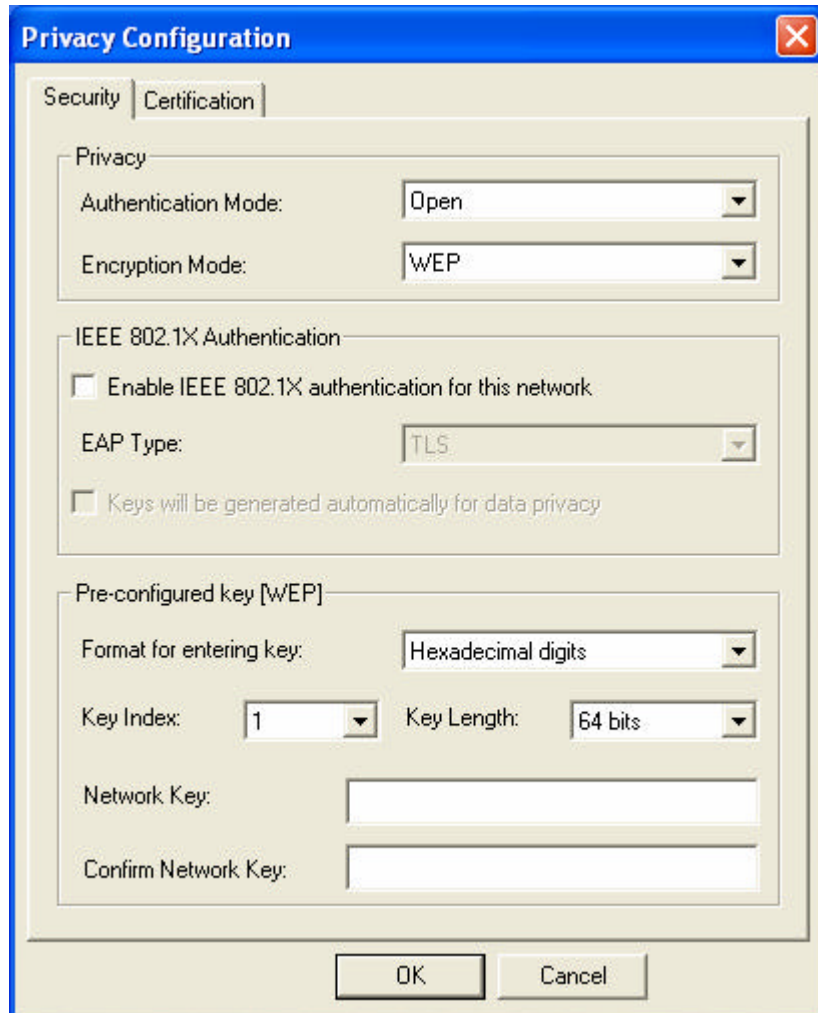 Privacy Configuration
Security Certification
Privacy
Authentication Mode: Open
Encryption Mode: WEP
IEEE 802.1X Authentication
Enable IEEE 802.1X authentication for this network
EAP Type: TLS
Keys will be generated automatically for data privacy
Pre-configured key [WEP]
Format for entering key: Hexadecimal digits
Key Index: 1 Key Length: 64 bits
Network Key:
Confirm Network Key:
OK Cancel